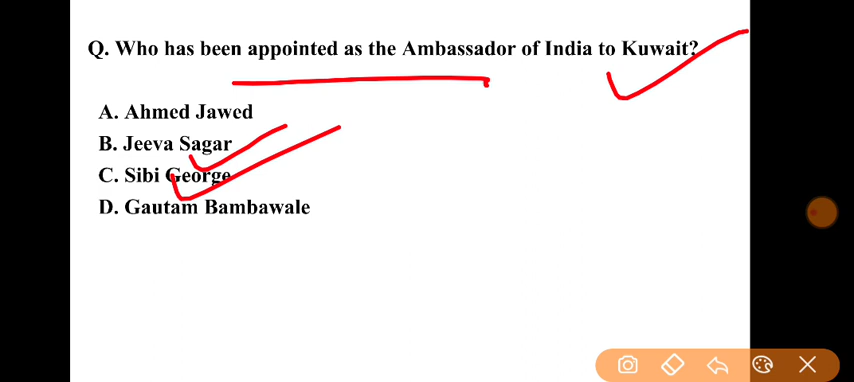 Q. Who has been appointed as the Ambassador of India to Kuwait?
A. Ahmed Jawed
B. Jeeva Sagar
C. Sibi George
D. Gautam Bambawale